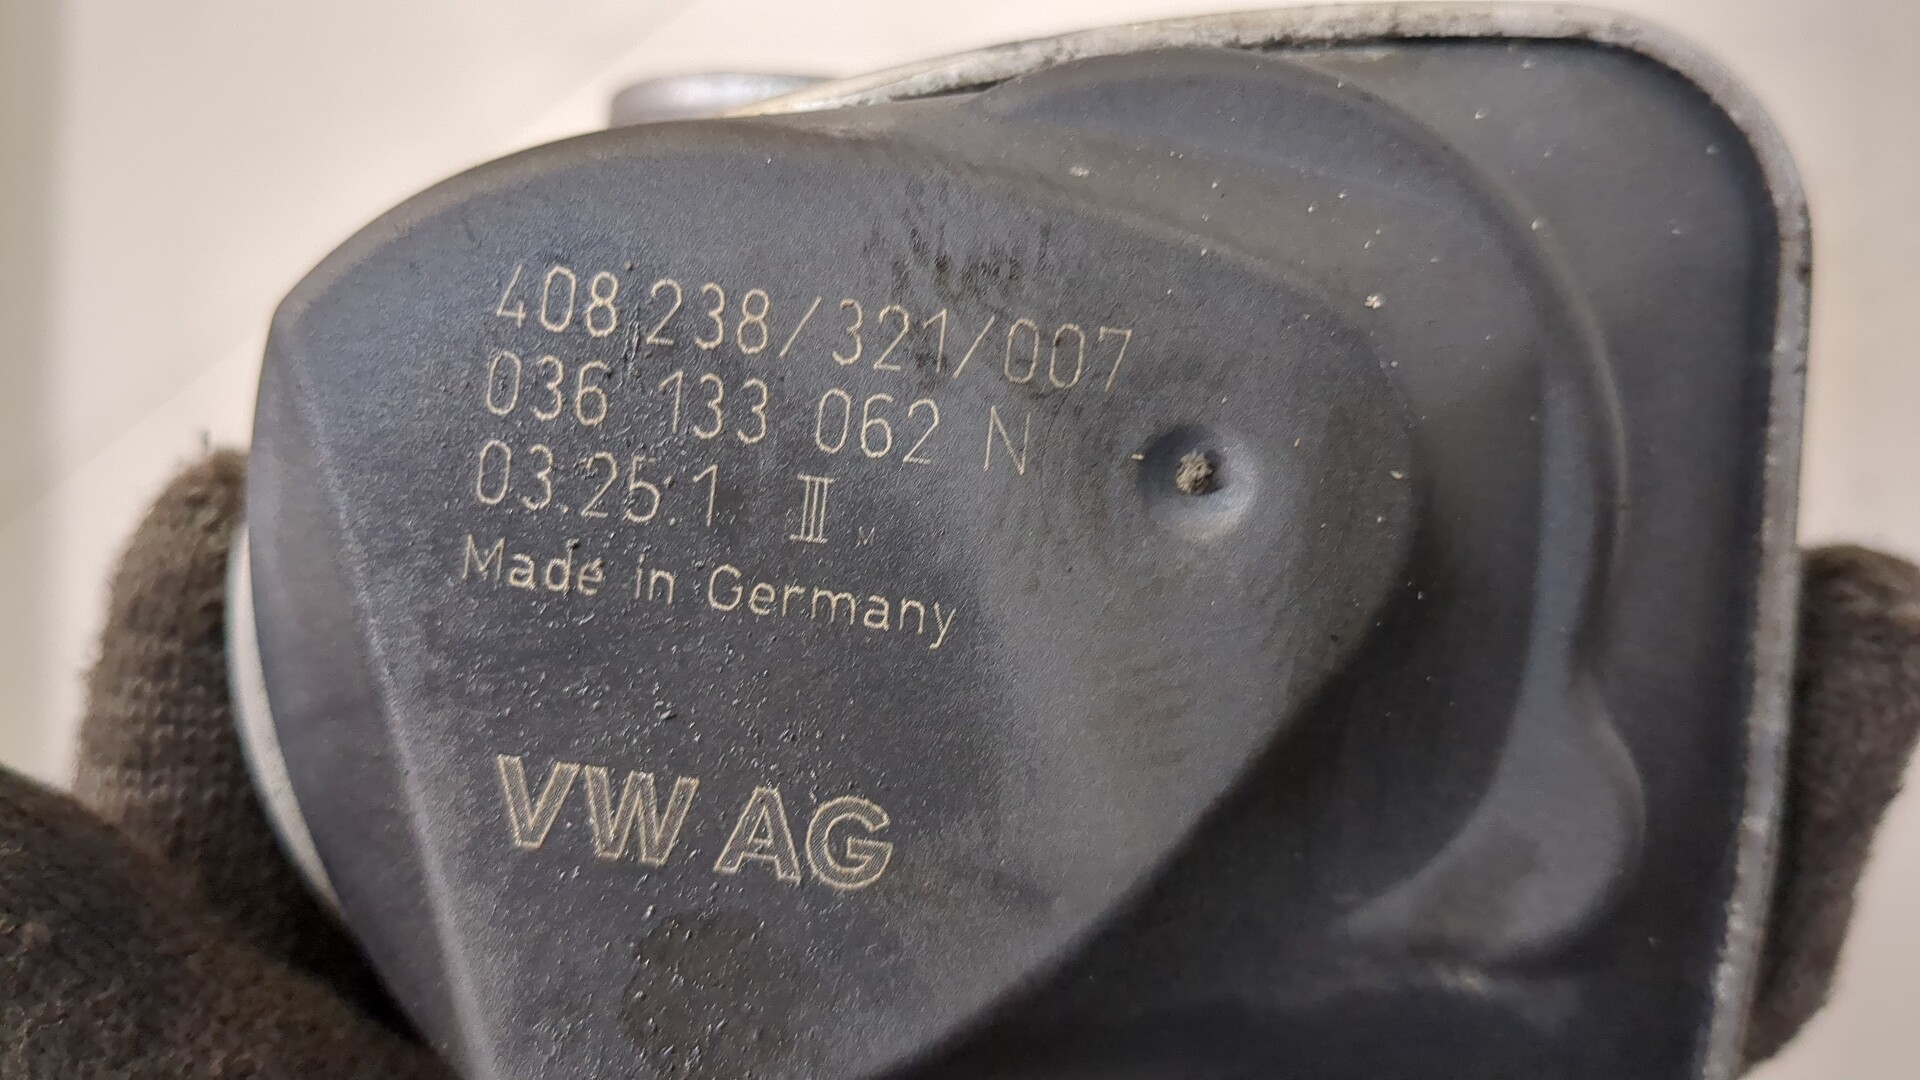 408 238/321/007
036 133 062 N
03.25.1 III M
Made in Germany
VW AG